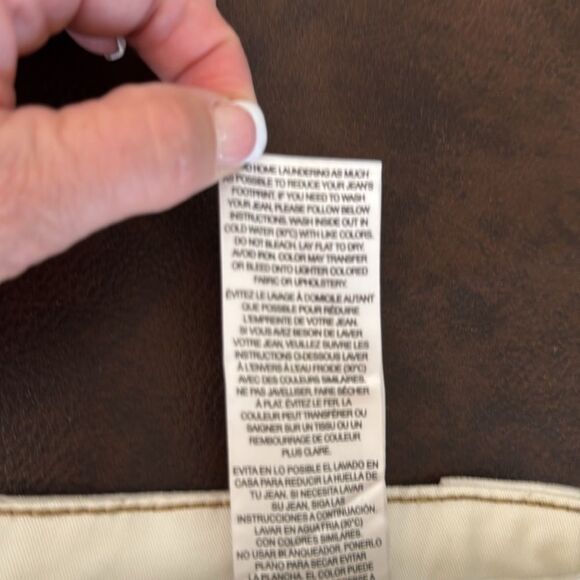 HOME LAUNDERING AS MUCH
AS POSSIBLE TO REDUCE YOUR JEAN'S
FOOTPRINT. IF YOU NEED TO WASH
YOUR JEAN, PLEASE FOLLOW BELOW
INSTRUCTIONS. WASH INSIDE OUT IN
COLD WATER (30°C) WITH LIKE COLORS.
DO NOT BLEACH. LAY FLAT TO DRY.
AVOID IRON. COLOR MAY TRANSFER
OR BLEED ONTO LIGHTER COLORED
FABRIC OR UPHOLSTERY.
ÉVITEZ LE LAVAGE À DOMICILE AUTANT
QUE POSSIBLE POUR RÉDUIRE
L'EMPREINTE DE VOTRE JEAN.
SI VOUS AVEZ BESOIN DE LAVER
VOTRE JEAN, VEUILLEZ SUIVRE LES
INSTRUCTIONS CI-DESSOUS LAVER
À L'ENVERS À L'EAU FROIDE (30°C)
AVEC DES COULEURS SIMILAIRES.
NE PAS JAVELLISER, FAIRE SÉCHER
À PLAT. ÉVITEZ LE FER. LA
COULEUR PEUT TRANSFÉRER OU
SAIGNER SUR UN TISSU OU UN
REMBOURRAGE DE COULEUR
PLUS CLAIRE.
EVITA EN LO POSIBLE EL LAVADO EN
CASA PARA REDUCIR LA HUELLA DE
TU JEAN. SI NECESITA LAVAR
SU JEAN, SIGA LAS
INSTRUCCIONES A CONTINUACIÓN.
LAVAR EN AGUA FRIA (30°C)
CON COLORES SIMILARES.
NO USAR BLANQUEADOR. PONERLO
PLANO PARA SECAR EVITAR
LA PLANCHA. EL COLOR PUEDE